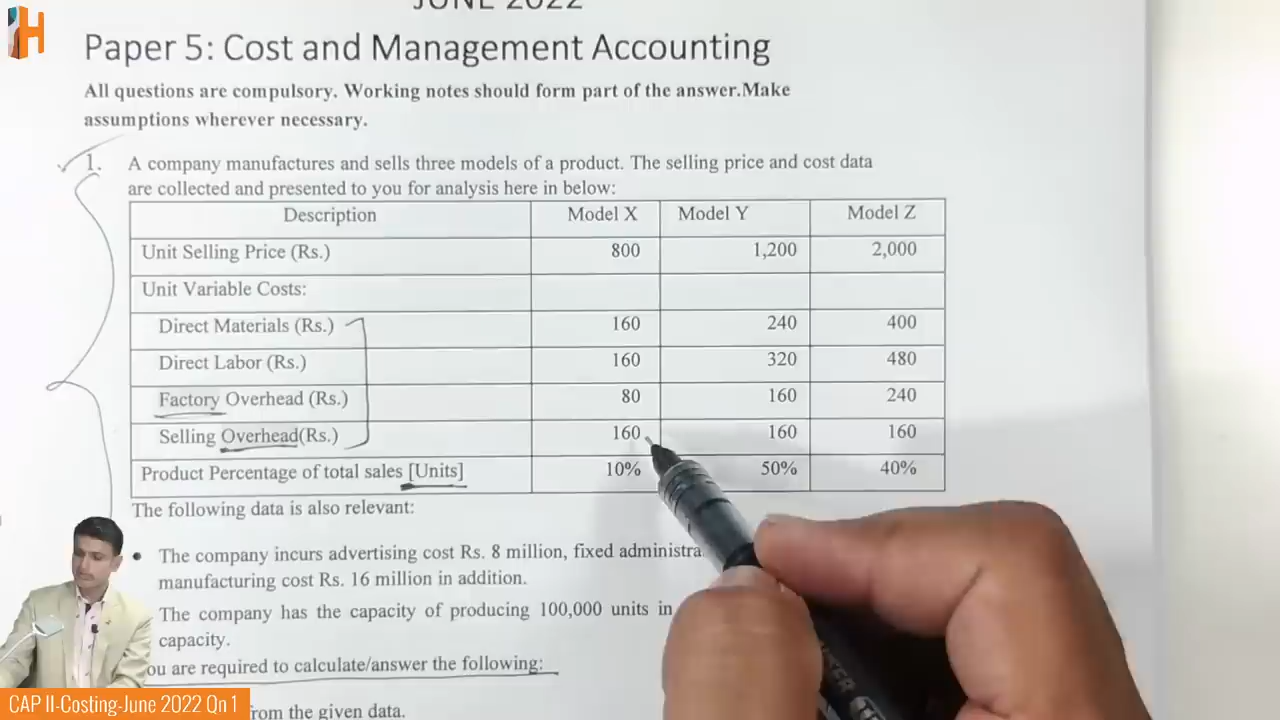 JUNE 2022
Paper 5: Cost and Management Accounting
All questions are compulsory. Working notes should form part of the answer.Make
assumptions wherever necessary.
1. A company manufactures and sells three models of a product. The selling price and cost data
are collected and presented to you for analysis here in below:
Description Model X Model Y Model Z
Unit Selling Price (Rs.) 800 1,200 2,000
Unit Variable Costs:
Direct Materials (Rs.) 160 240 400
Direct Labor (Rs.) 160 320 480
Factory Overhead (Rs.) 80 160 240
Selling Overhead(Rs.) 160 160 160
Product Percentage of total sales [Units] 10% 50% 40%
The following data is also relevant:
• The company incurs advertising cost Rs. 8 million, fixed
manufacturing cost Rs. 16 million in addition.
The company has the capacity of producing 100,000 units in
capacity.
are required to calculate/answer the following:
from the given data.
CAP II-Costing-June 2022 Qn 1